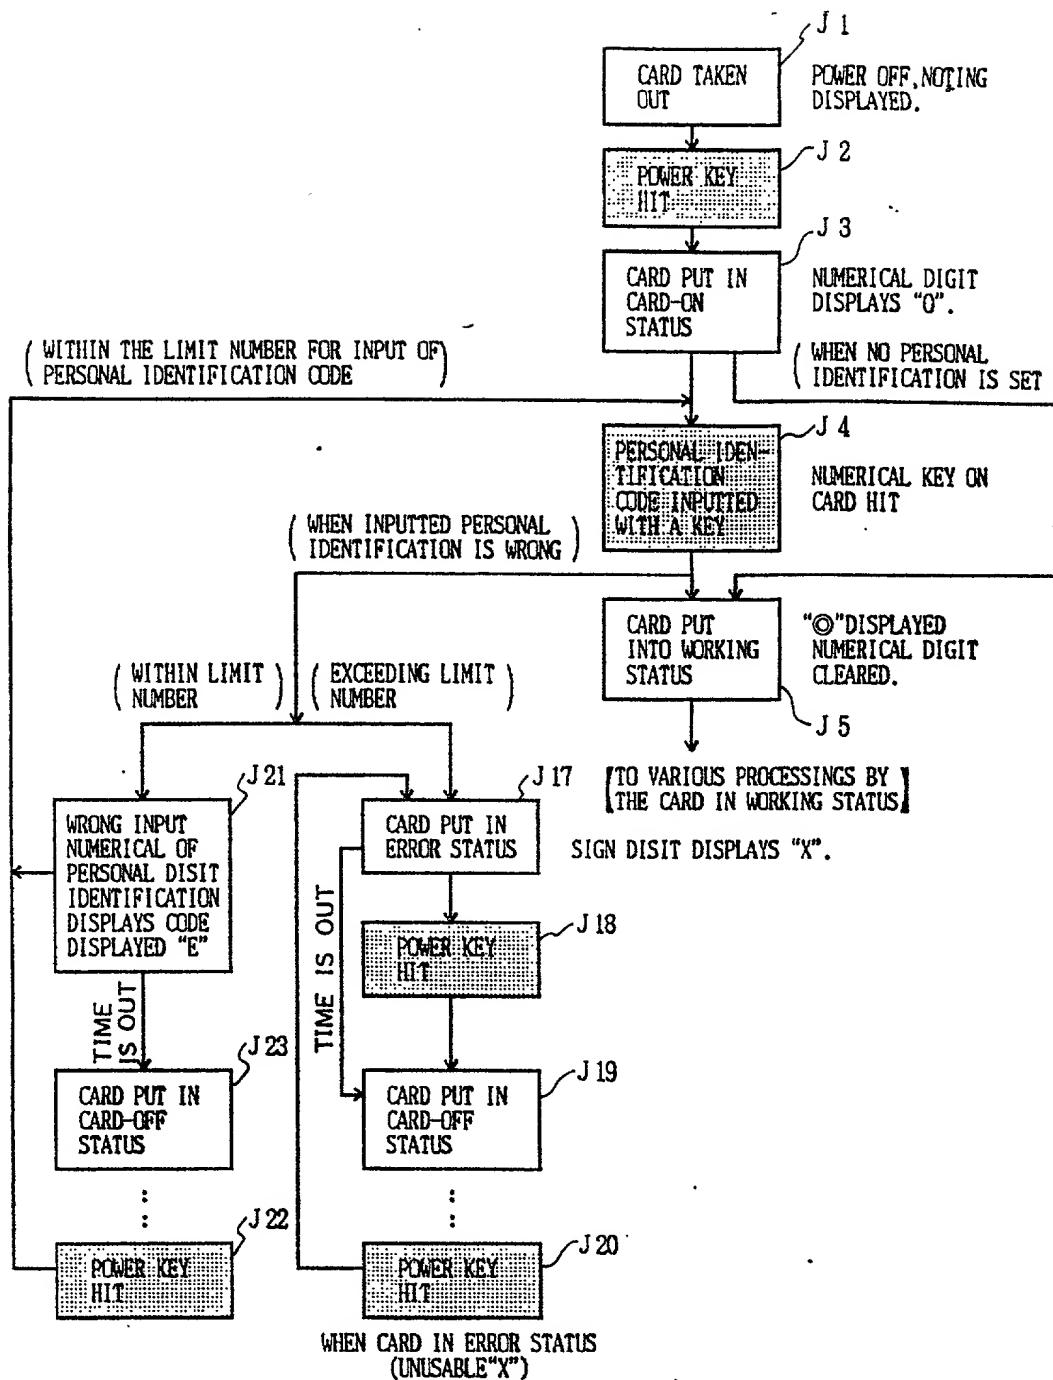 J 1
CARD TAKEN
OUT
POWER OFF, NOTING
DISPLAYED.
J 2
POWER KEY
HIT
J 3
CARD PUT IN
CARD-ON
STATUS
NUMERICAL DIGIT
DISPLAYS "O".
(WITHIN THE LIMIT NUMBER FOR INPUT OF
PERSONAL IDENTIFICATION CODE)
(WHEN NO PERSONAL
IDENTIFICATION IS SET
J 4
PERSONAL IDEN-
TIFICATION
CODE INPUTTED
WITH A KEY
NUMERICAL KEY ON
CARD HIT
(WHEN INPUTTED PERSONAL
IDENTIFICATION IS WRONG)
CARD PUT
INTO WORKING
STATUS
"◎"DISPLAYED
NUMERICAL DIGIT
CLEARED.
J 5
(WITHIN LIMIT
NUMBER)
(EXCEEDING LIMIT
NUMBER)
[TO VARIOUS PROCESSINGS BY
THE CARD IN WORKING STATUS]
J 21
WRONG INPUT
NUMERICAL OF
PERSONAL DISIT
IDENTIFICATION
DISPLAYS CODE
DISPLAYED "E"
J 17
CARD PUT IN
ERROR STATUS
SIGN DISIT DISPLAYS "X".
TIME IS OUT
J 18
POWER KEY
HIT
TIME
IS OUT
J 23
CARD PUT IN
CARD-OFF
STATUS
J 19
CARD PUT IN
CARD-OFF
STATUS
J 22
POWER KEY
HIT
J 20
POWER KEY
HIT
WHEN CARD IN ERROR STATUS
(UNUSABLE"X")